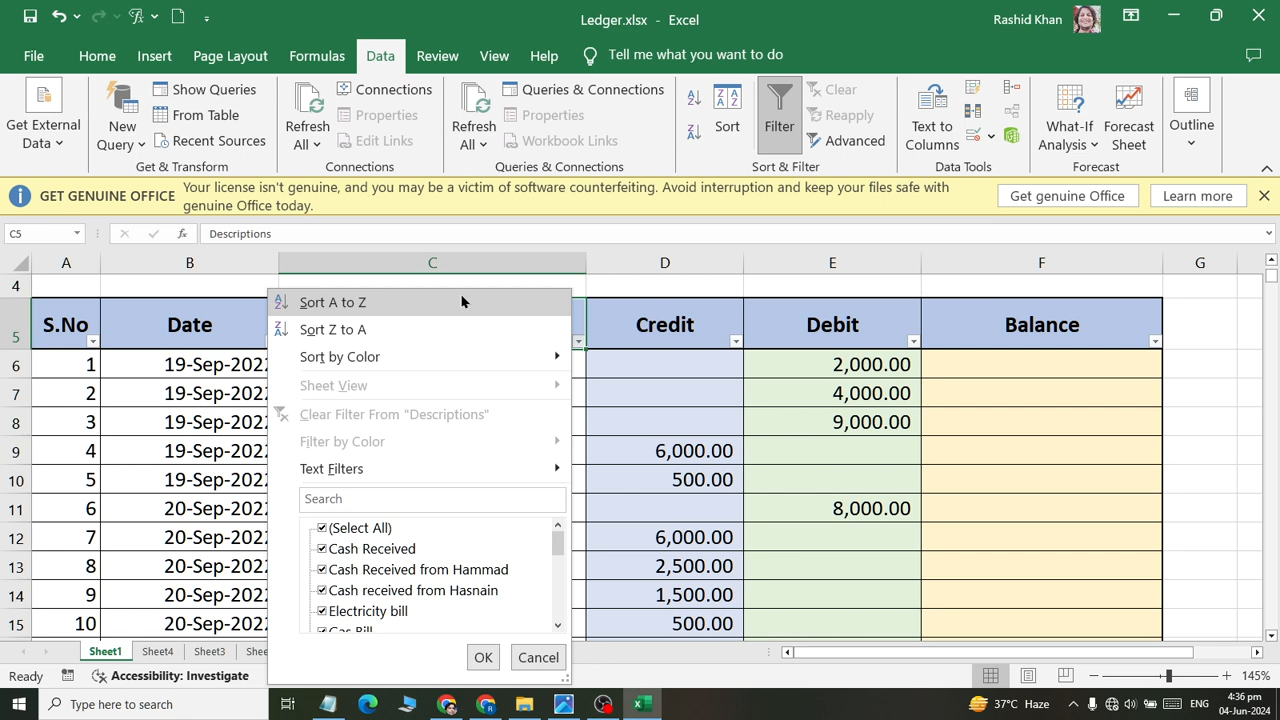 Ledger.xlsx - Excel
Rashid Khan
File Home Insert Page Layout Formulas Data Review View Help Tell me what you want to do
Get External Data
New Query
Show Queries
From Table
Recent Sources
Get & Transform
Refresh All
Connections
Properties
Edit Links
Connections
Refresh All
Queries & Connections
Properties
Workbook Links
Queries & Connections
Sort
Filter
Clear
Reapply
Advanced
Sort & Filter
Text to Columns
Data Tools
What-If Analysis
Forecast Sheet
Forecast
Outline
GET GENUINE OFFICE Your license isn't genuine, and you may be a victim of software counterfeiting. Avoid interruption and keep your files safe with
genuine Office today.
Get genuine Office
Learn more
C5 fx Descriptions
A B C D E F G
4
5 S.No Date Credit Debit Balance
6 1 19-Sep-2022 2,000.00
7 2 19-Sep-2022 4,000.00
8 3 19-Sep-2022 9,000.00
9 4 19-Sep-2022 6,000.00
10 5 19-Sep-2022 500.00
11 6 20-Sep-2022 8,000.00
12 7 20-Sep-2022 6,000.00
13 8 20-Sep-2022 2,500.00
14 9 20-Sep-2022 1,500.00
15 10 20-Sep-2022 500.00
Sort A to Z
Sort Z to A
Sort by Color
Sheet View
Clear Filter From "Descriptions"
Filter by Color
Text Filters
Search
(Select All)
Cash Received
Cash Received from Hammad
Cash received from Hasnain
Electricity bill
Gas Bill
OK Cancel
Sheet1 Sheet4 Sheet3 Shee
Ready Accessibility: Investigate 145%
Type here to search
37°C Haze ENG 4:36 pm
04-Jun-2024